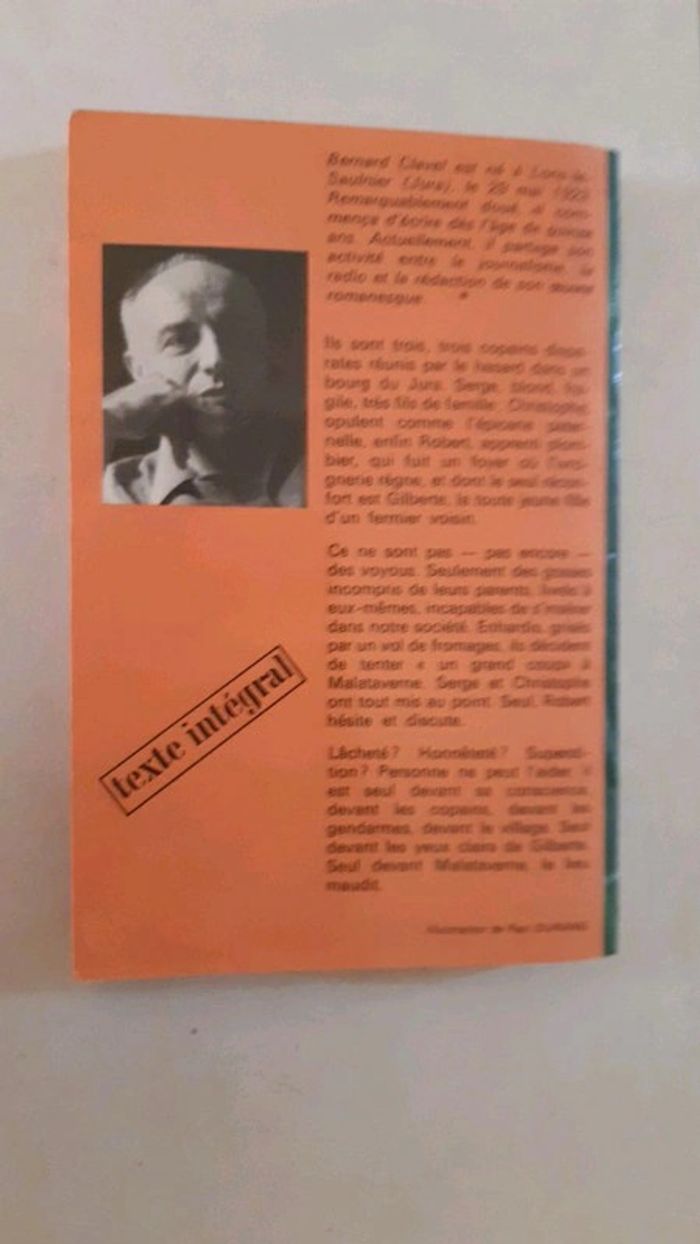 Bernard Clavel est né à Lons-le-
Saulnier (Jura), le 29 mai 1923.
Remarquablement doué, il com-
mença d'écrire dès l'âge de quinze
ans. Actuellement, il partage son
activité entre le journalisme, la
radio et la rédaction de son œuvre
romanesque.
Ils sont trois, trois copains dispa-
rates réunis par le hasard dans un
bourg du Jura. Serge, blond, fra-
gile, très fils de famille. Christophe,
opulent comme l'épicerie pater-
nelle, enfin Robert, apprenti plom-
bier, qui fuit un foyer où l'ivro-
gnerie règne, et dont le seul récon-
fort est Gilberte, la toute jeune fille
d'un fermier voisin.
Ce ne sont pas — pas encore —
des voyous. Seulement des gosses
incompris de leurs parents, livrés à
eux-mêmes, incapables de s'insérer
dans notre société. Enhardis, grisés
par un vol de fromages, ils décident
de tenter « un grand coup » à
Malataverne. Serge et Christophe
ont tout mis au point. Seul, Robert
hésite et discute.
Lâcheté ? Honnêteté ? Supersti-
tion ? Personne ne peut l'aider. Il
est seul devant sa conscience,
devant les copains, devant les
gendarmes, devant le village. Seul
devant les yeux clairs de Gilberte.
Seul devant Malataverne, le lieu
maudit.
texte intégral
Illustration de Paul DURAND